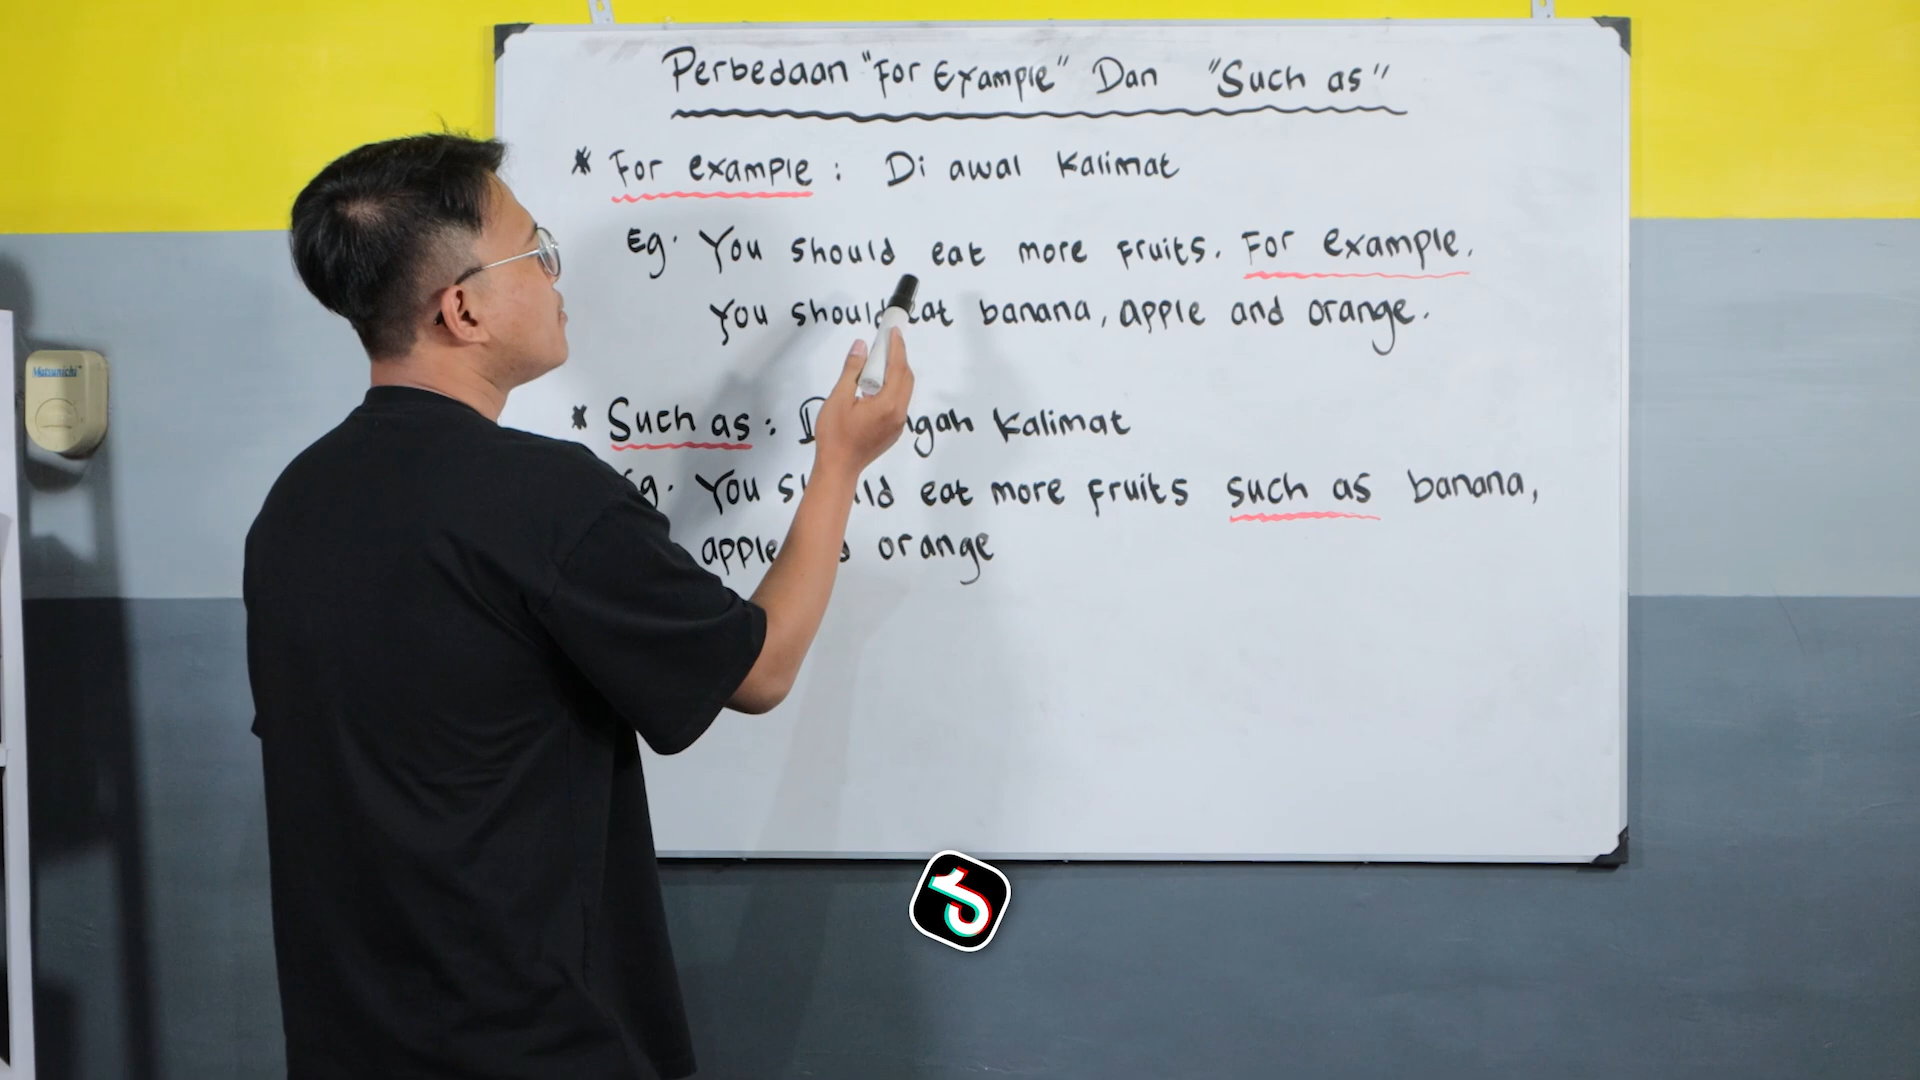 Perbedaan "For Example" Dan "Such as"
* For example : Di awal Kalimat
Eg. You should eat more fruits. For example.
You should eat banana, apple and orange.
* Such as : Kalimat
You eat more fruits such as banana,
apple orange
Matsunichi